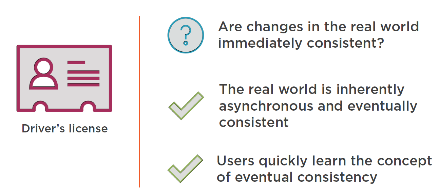 Are changes in the real world
immediately consistent?
?
The real world is inherently
asynchronous and eventually
consistent
Driver's license
Users quickly learn the concept
of eventual consistency